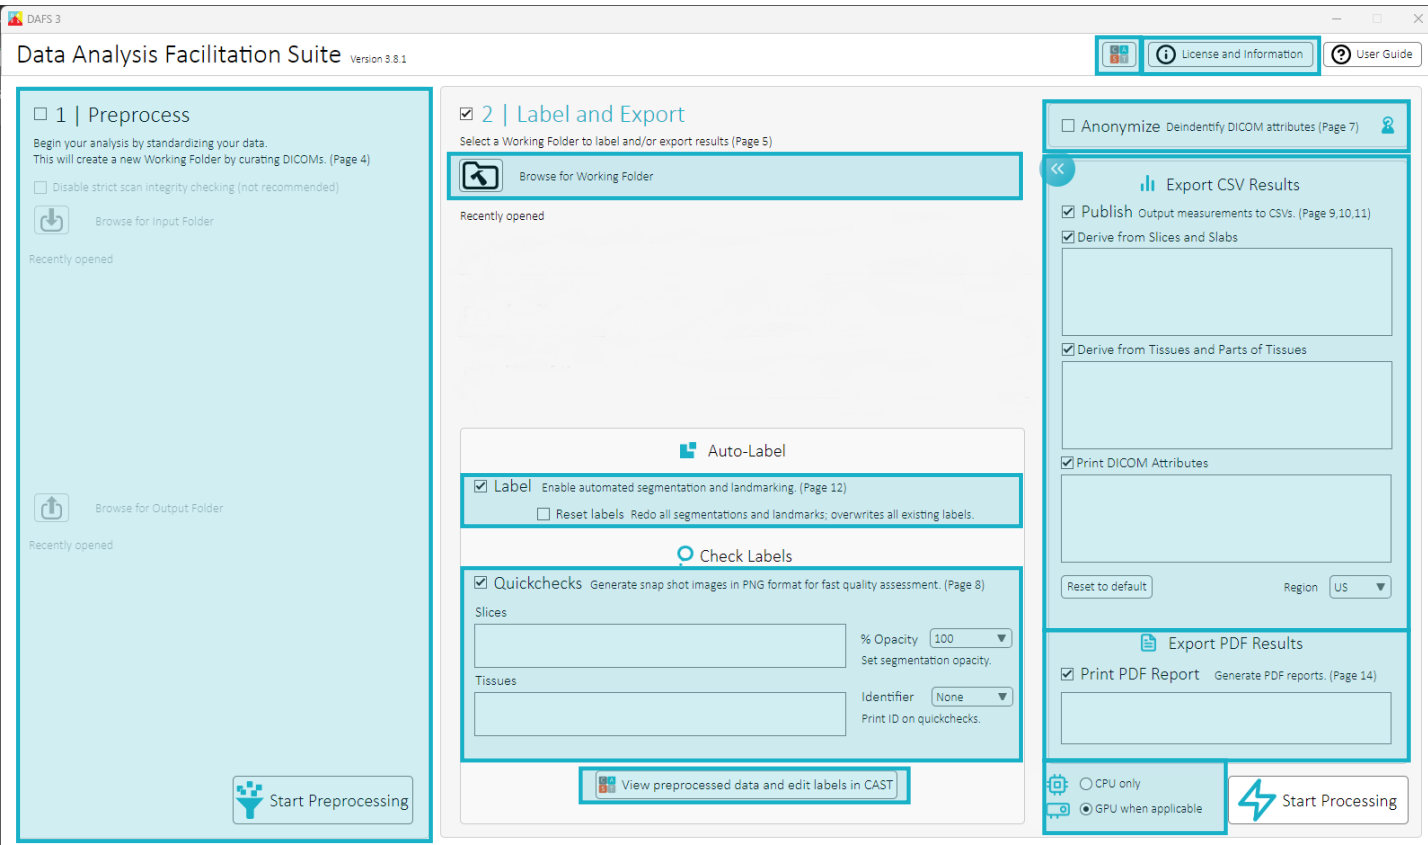 DAFS 3
Data Analysis Facilitation Suite Version 3.8.1
CAST
License and Information
User Guide
1 | Preprocess
Begin your analysis by standardizing your data.
This will create a new Working Folder by curating DICOMs. (Page 4)
Disable strict scan integrity checking (not recommended)
Browse for Input Folder
Recently opened
Browse for Output Folder
Recently opened
Start Preprocessing
2 | Label and Export
Select a Working Folder to label and/or export results (Page 5)
Browse for Working Folder
Recently opened
Auto-Label
Label Enable automated segmentation and landmarking. (Page 12)
Reset labels Redo all segmentations and landmarks; overwrites all existing labels.
Check Labels
Quickchecks Generate snap shot images in PNG format for fast quality assessment. (Page 8)
Slices
% Opacity 100
Set segmentation opacity.
Tissues
Identifier None
Print ID on quickchecks.
CAST
View preprocessed data and edit labels in CAST
Anonymize Deindentify DICOM attributes (Page 7)
Export CSV Results
Publish Output measurements to CSVs. (Page 9,10,11)
Derive from Slices and Slabs
Derive from Tissues and Parts of Tissues
Print DICOM Attributes
Reset to default
Region US
Export PDF Results
Print PDF Report Generate PDF reports. (Page 14)
CPU only
GPU when applicable
Start Processing